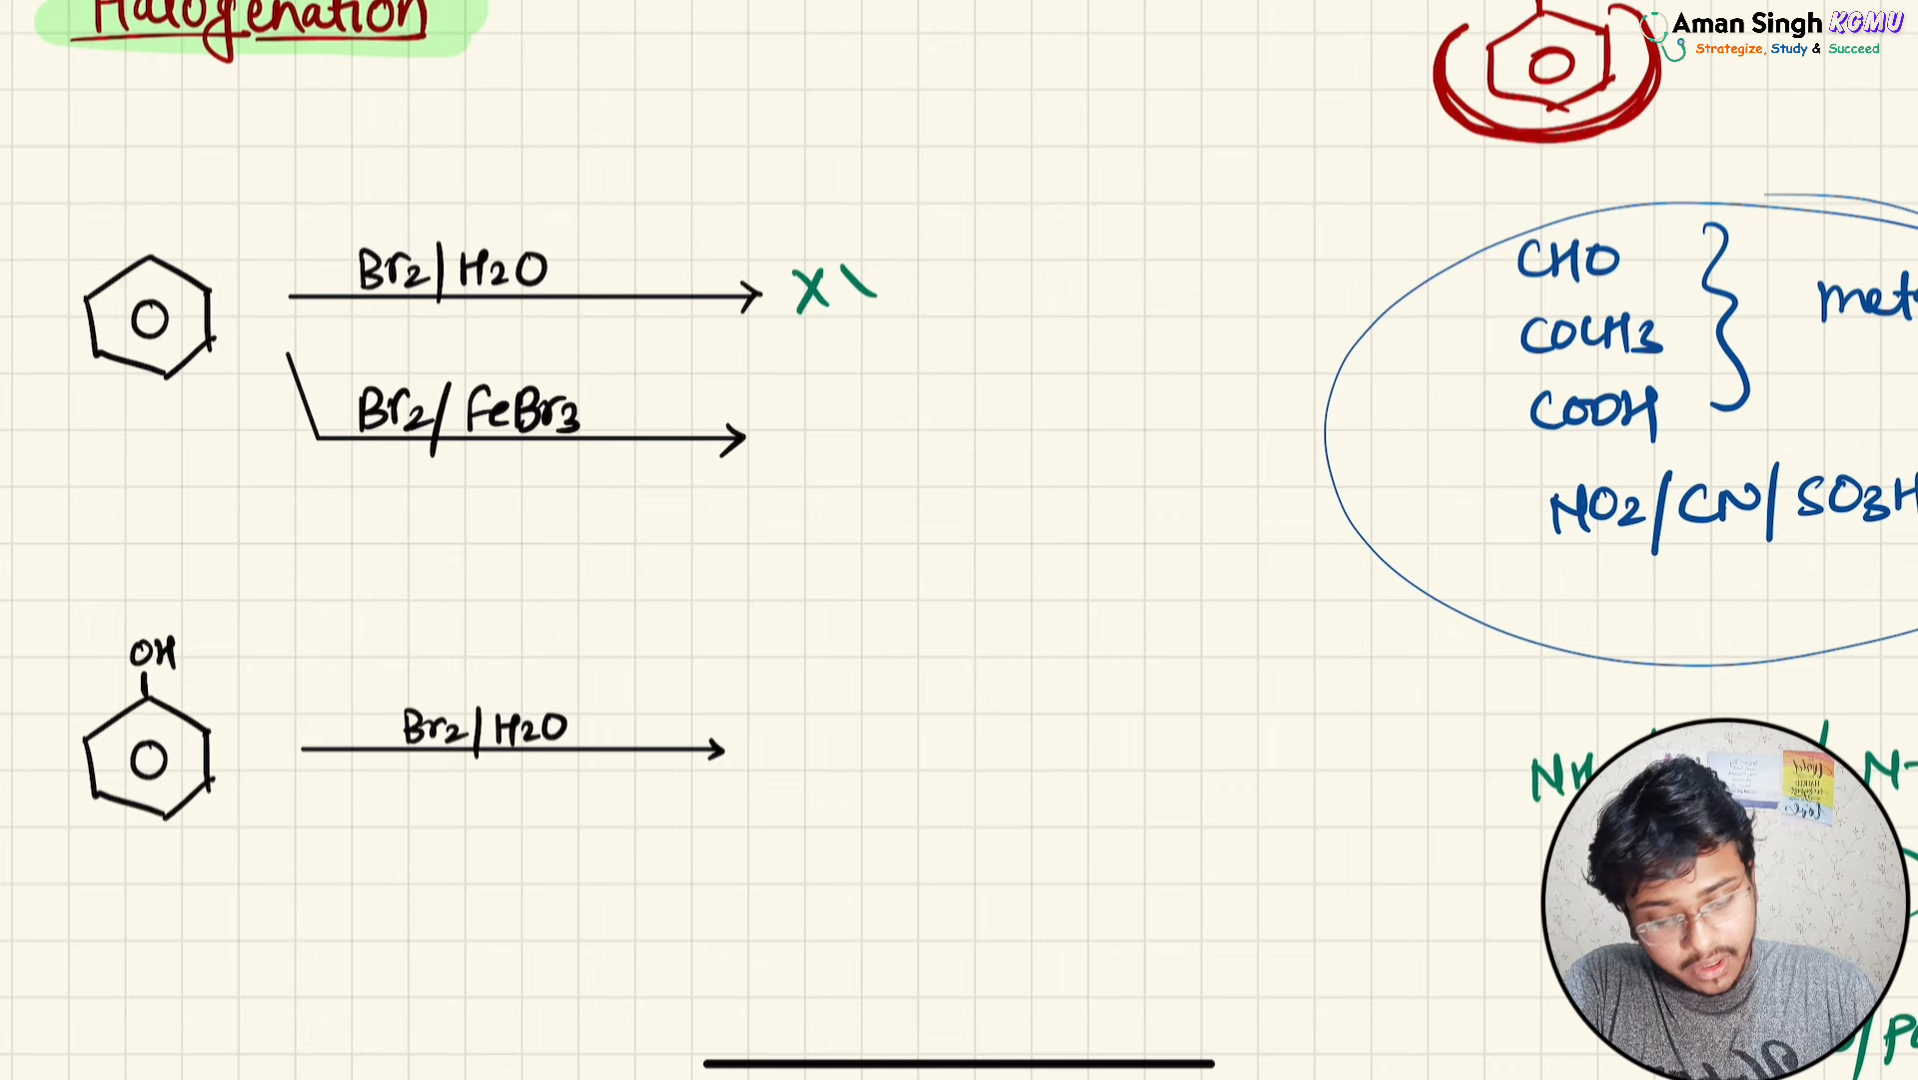 Halogenation
Aman Singh KGMU
Strategize, Study & Succeed
Br2/H2O
X
Br2/FeBr3
CHO
COCH3
COOH
NO2/CN/SO3H
OH
Br2/H2O